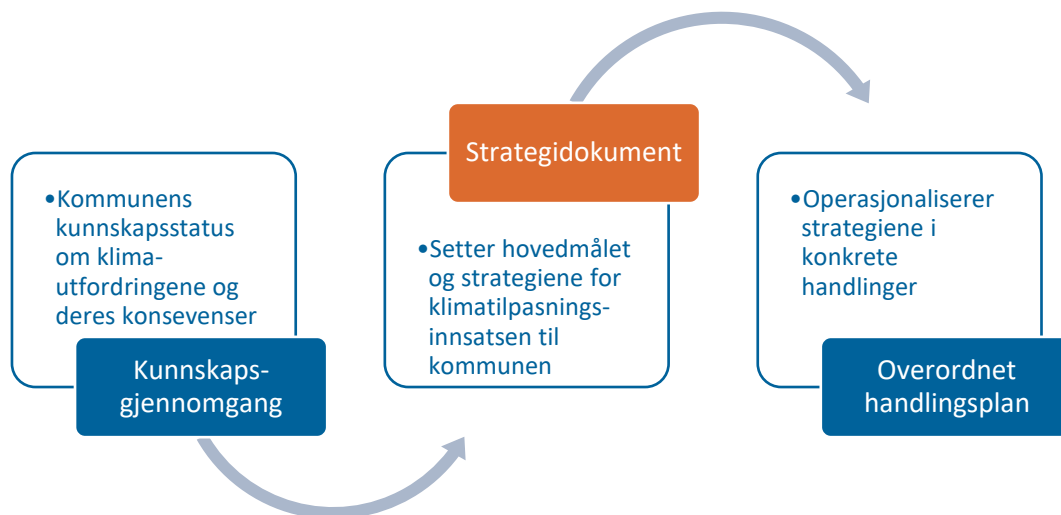 •Kommunens
kunnskapsstatus
om klima-
utfordringene og
deres konsevenser
Kunnskaps-
gjennomgang
Strategidokument
•Setter hovedmålet
og strategiene for
klimatilpasnings-
innsatsen til
kommunen
•Operasjonaliserer
strategiene i
konkrete
handlinger
Overordnet
handlingsplan